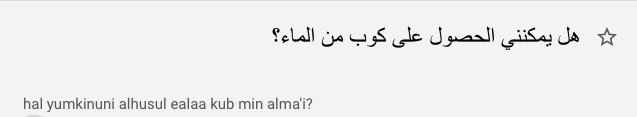 هل يمكنني الحصول على كوب من الماء؟
hal yumkinuni alhusul ealaa kub min alma'i?